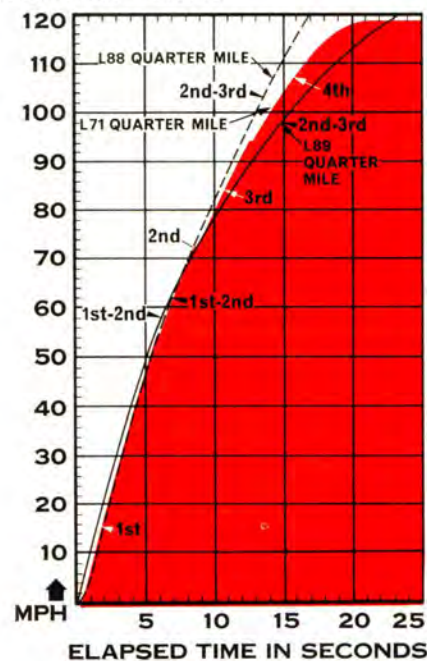 120
L88 QUARTER MILE
110
2nd-3rd
4th
L71 QUARTER MILE
100
2nd-3rd
L89
QUARTER
MILE
90
80
3rd
2nd
70
1st-2nd
1st-2nd
60
50
40
30
20
1st
10
MPH
5
10
15
20
25
ELAPSED TIME IN SECONDS